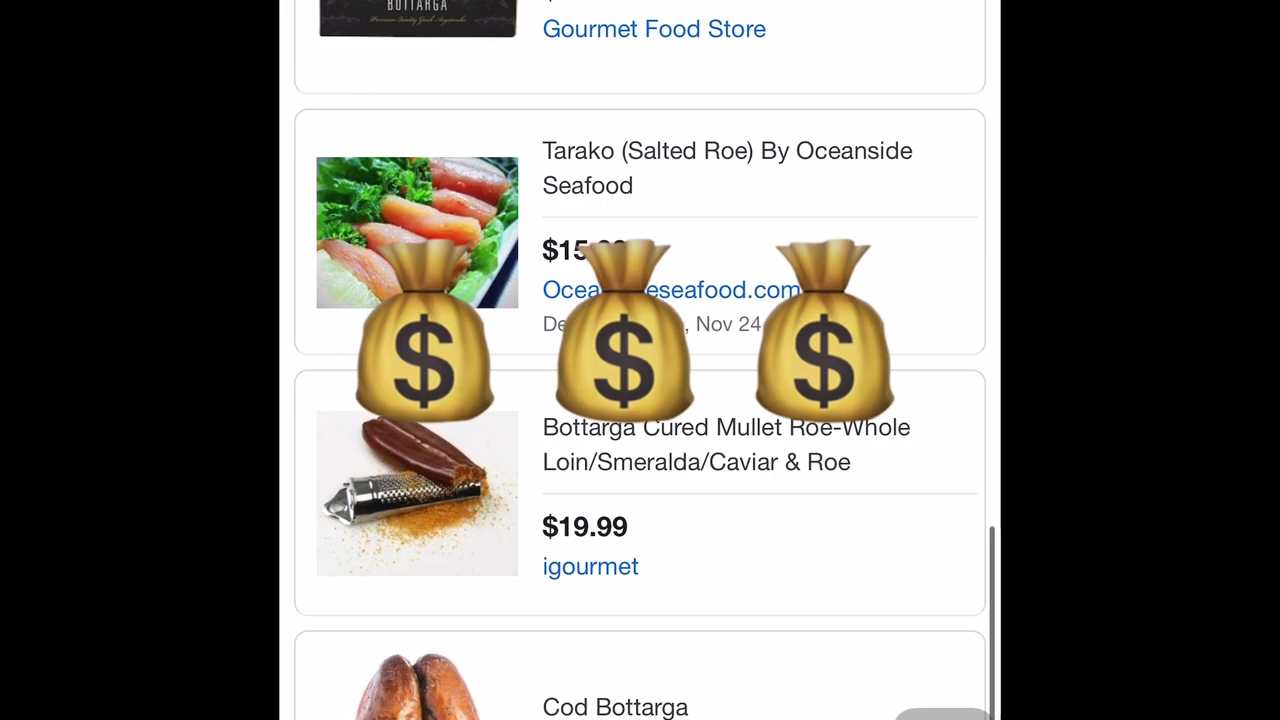 BOTTARGA
Gourmet Food Store
Tarako (Salted Roe) By Oceanside
Seafood
$15
Nov 24
Bottarga Cured Mullet Roe-Whole
Loin/Smeralda/Caviar & Roe
$19.99
igourmet
Cod Bottarga
$ $ $